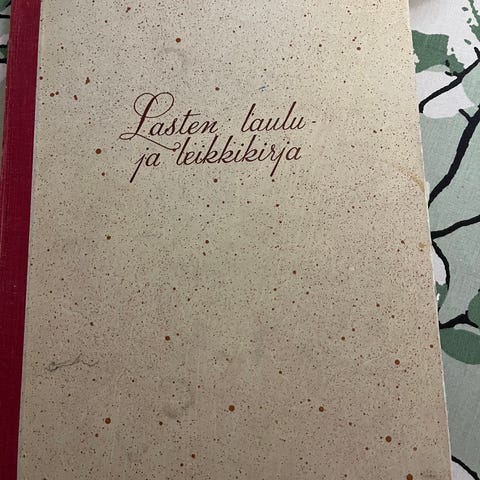 Lasten laulu-
ja leikkikirja